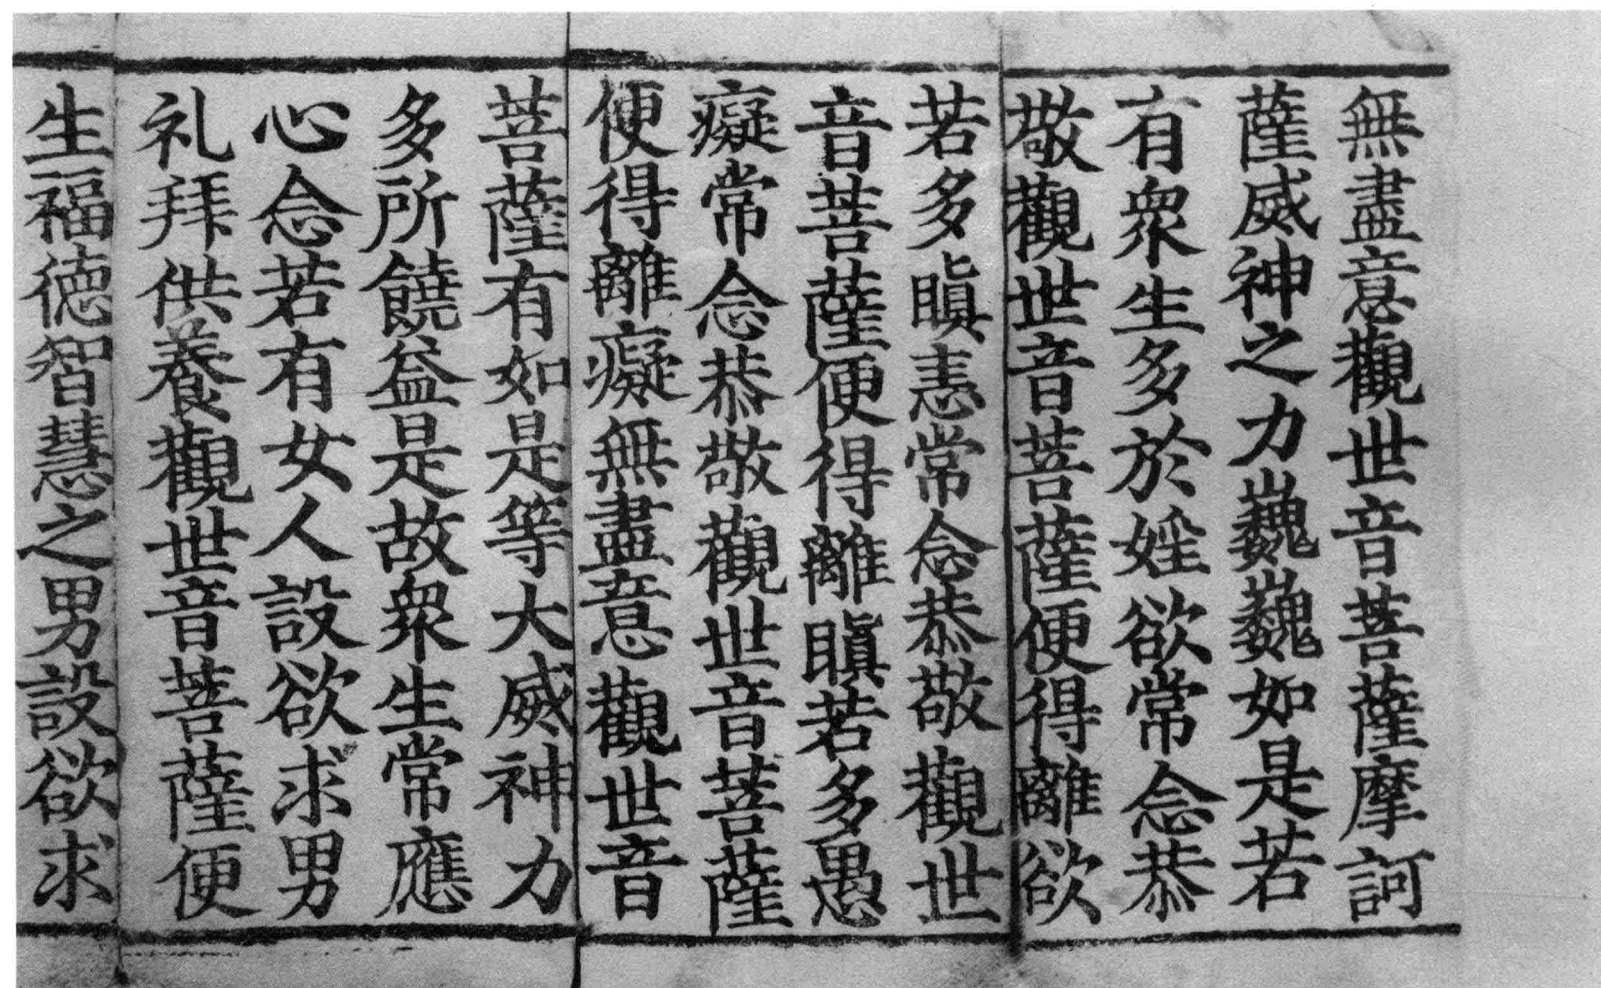 無盡意觀世音菩薩摩訶
薩威神之力巍巍如是若
有衆生多於婬欲常念恭
敬觀世音菩薩便得離欲
若多瞋恚常念恭敬觀世
音菩薩便得離瞋若多愚
癡常念恭敬觀世音菩薩
便得離癡無盡意觀世音
菩薩有如是等大威神力
多所饒益是故衆生常應
心念若有女人設欲求男
礼拜供養觀世音菩薩便
生福德智慧之男設欲求